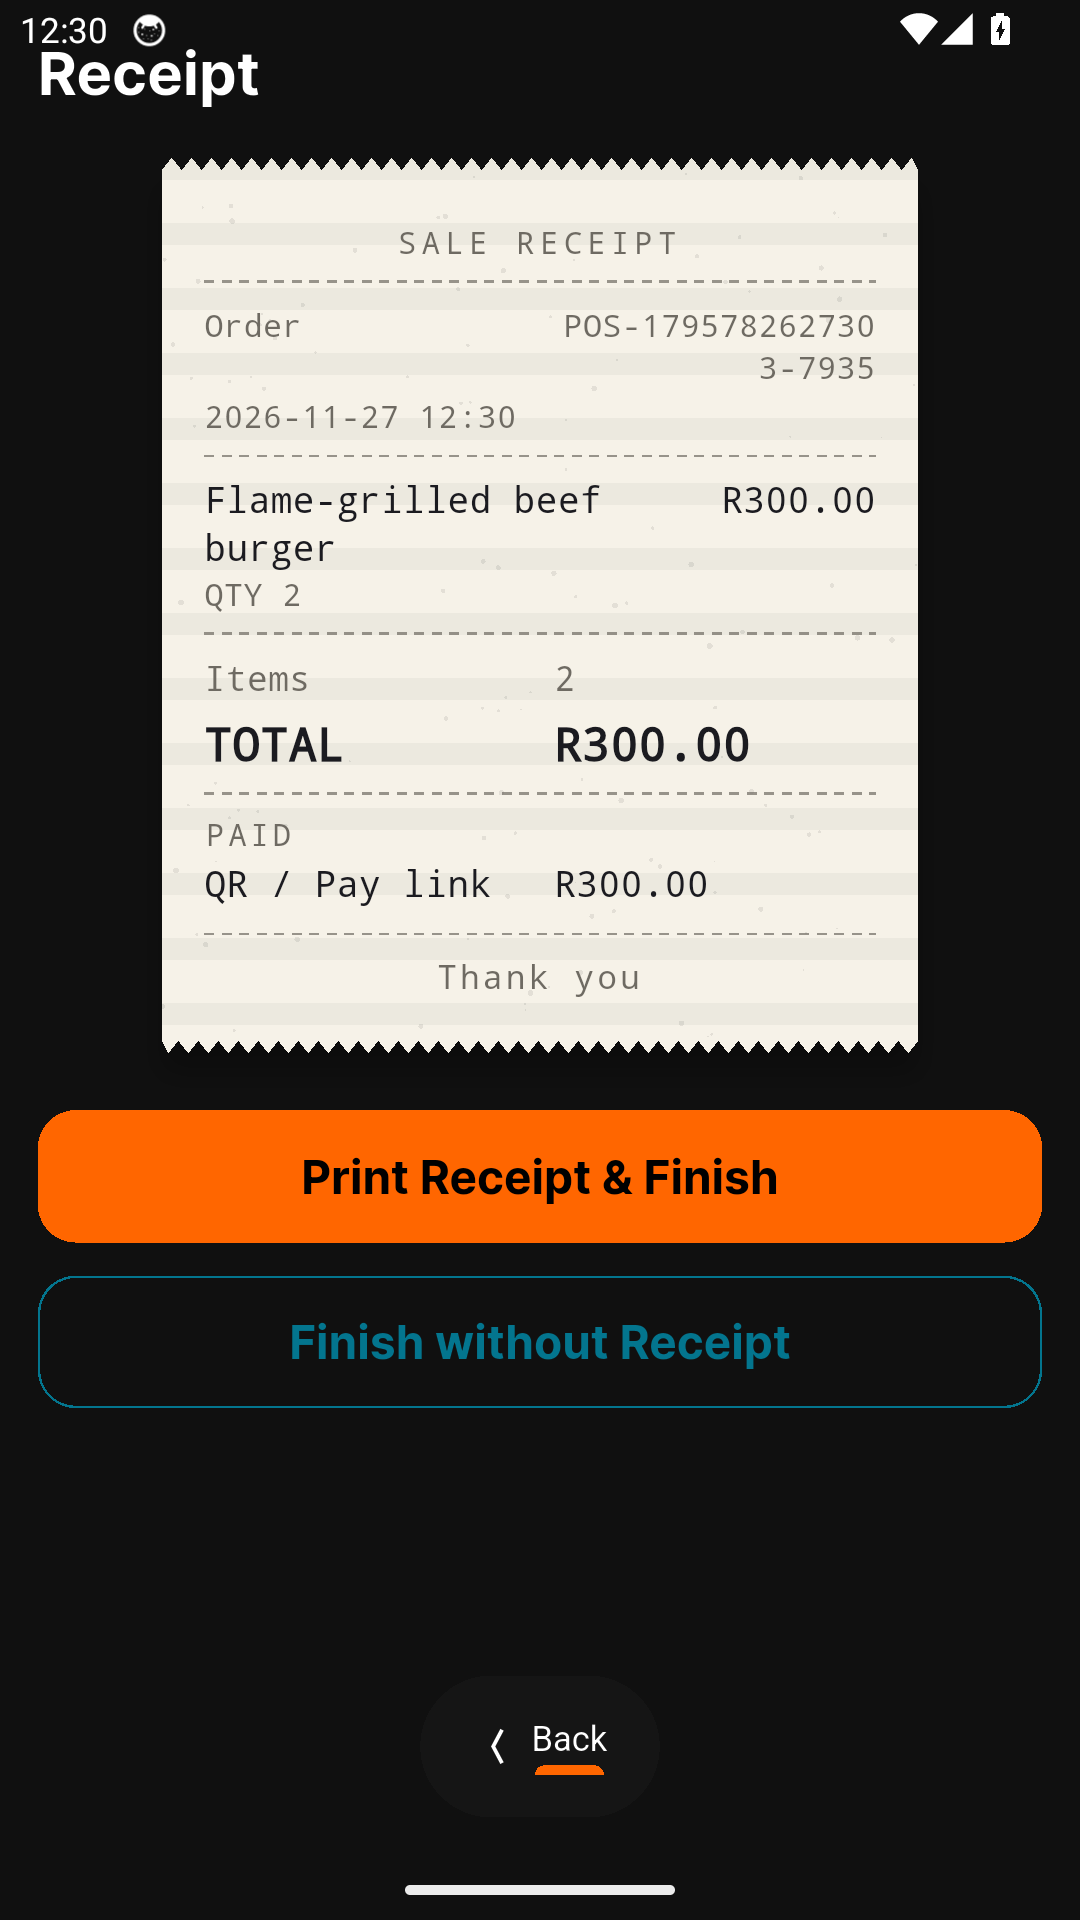 12:30
Receipt
SALE RECEIPT
Order POS-179578262730
3-7935
2026-11-27 12:30
Flame-grilled beef R300.00
burger
QTY 2
Items 2
TOTAL R300.00
PAID
QR / Pay link R300.00
Thank you
Print Receipt & Finish
Finish without Receipt
Back